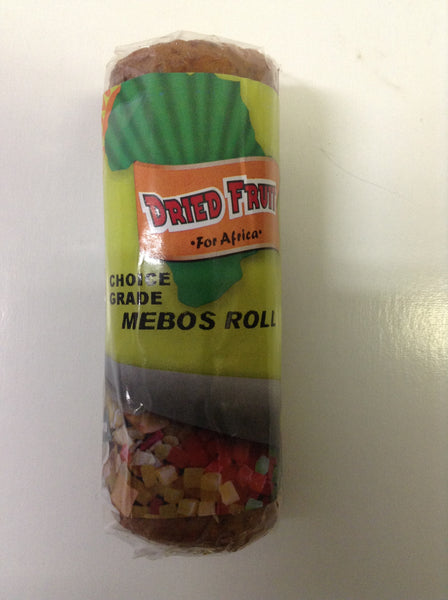 DRIED FRUIT
•For Africa•
CHOICE
GRADE
MEBOS ROLL